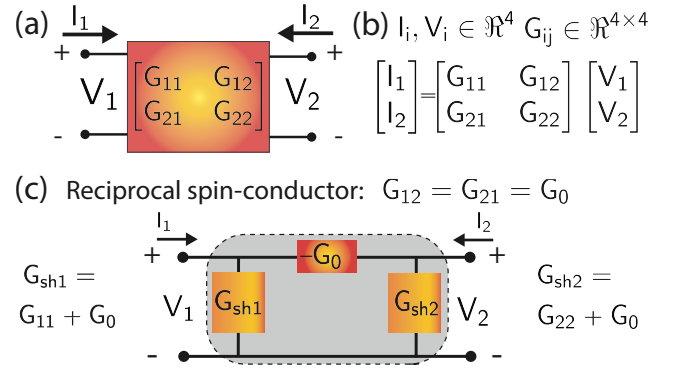 (a) I₁ I₂ (b) Iᵢ, Vᵢ ∈ ℜ⁴ Gᵢⱼ ∈ ℜ⁴ˣ⁴
+ +
V₁ [G₁₁ G₁₂ V₂ [I₁ = [G₁₁ G₁₂ [V₁
G₂₁ G₂₂] I₂] G₂₁ G₂₂] V₂]
- -
(c) Reciprocal spin-conductor: G₁₂ = G₂₁ = G₀
I₁ I₂
+ -G₀ +
Gsh1 = Gsh2 =
V₁ Gsh1 Gsh2 V₂
G₁₁ + G₀ G₂₂ + G₀
- -